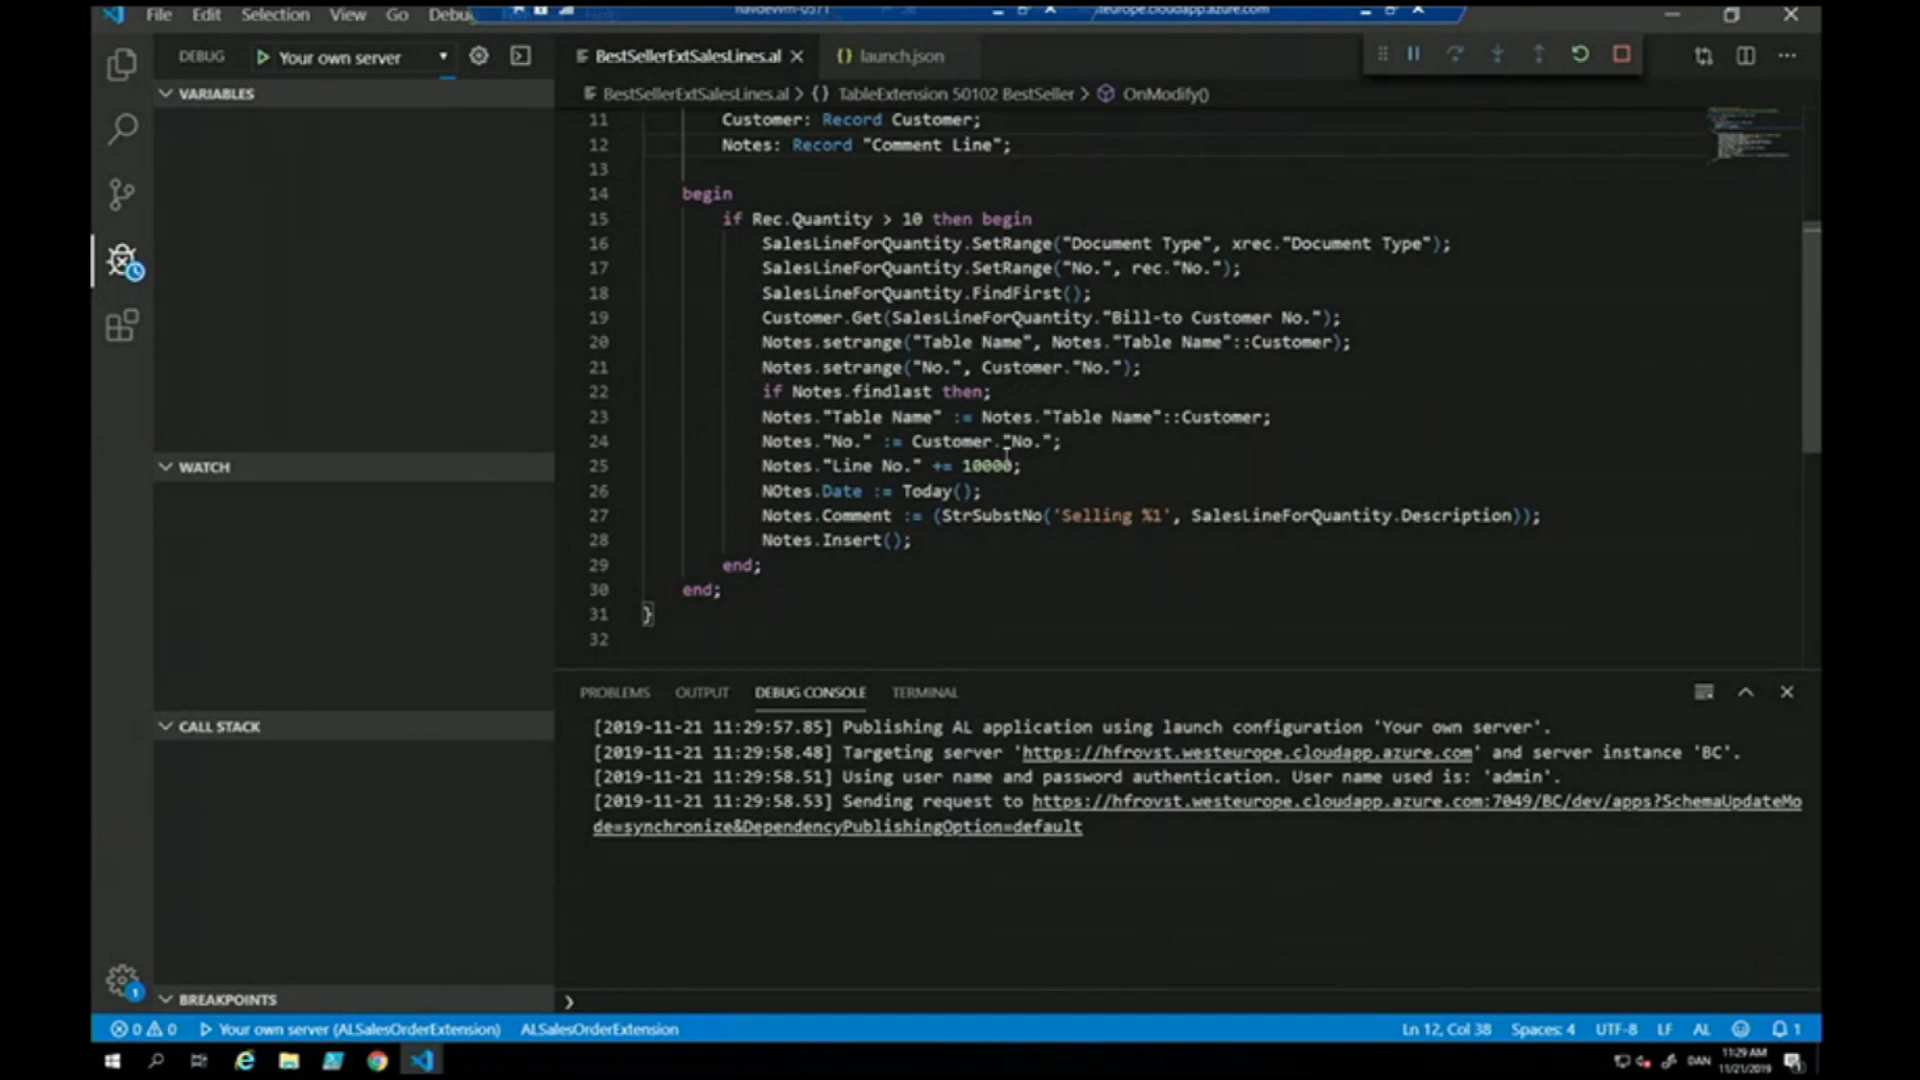 File Edit Selection View Go Debug
navdevvm-0371
DEBUG Your own server
BestSellerExtSalesLines.al
launch.json
VARIABLES
BestSellerExtSalesLines.al > {} TableExtension 50102 BestSeller > OnModify()
11 Customer: Record Customer;
12 Notes: Record "Comment Line";
13
14 begin
15 if Rec.Quantity > 10 then begin
16 SalesLineForQuantity.SetRange("Document Type", xrec."Document Type");
17 SalesLineForQuantity.SetRange("No.", rec."No.");
18 SalesLineForQuantity.FindFirst();
19 Customer.Get(SalesLineForQuantity."Bill-to Customer No.");
20 Notes.setrange("Table Name", Notes."Table Name"::Customer);
21 Notes.setrange("No.", Customer."No.");
22 if Notes.findlast then;
23 Notes."Table Name" := Notes."Table Name"::Customer;
24 Notes."No." := Customer."No.";
25 Notes."Line No." += 10000;
26 NOtes.Date := Today();
27 Notes.Comment := (StrSubstNo('Selling %1', SalesLineForQuantity.Description));
28 Notes.Insert();
29 end;
30 end;
31 }
32
WATCH
CALL STACK
BREAKPOINTS
PROBLEMS OUTPUT DEBUG CONSOLE TERMINAL
[2019-11-21 11:29:57.85] Publishing AL application using launch configuration 'Your own server'.
[2019-11-21 11:29:58.48] Targeting server 'https://hfrovst.westeurope.cloudapp.azure.com' and server instance 'BC'.
[2019-11-21 11:29:58.51] Using user name and password authentication. User name used is: 'admin'.
[2019-11-21 11:29:58.53] Sending request to https://hfrovst.westeurope.cloudapp.azure.com:7049/BC/dev/apps?SchemaUpdateMo
de=synchronize&DependencyPublishingOption=default
0 0 Your own server (ALSalesOrderExtension) ALSalesOrderExtension
Ln 12, Col 38 Spaces: 4 UTF-8 LF AL 1
DAN 11:29 AM
11/21/2019